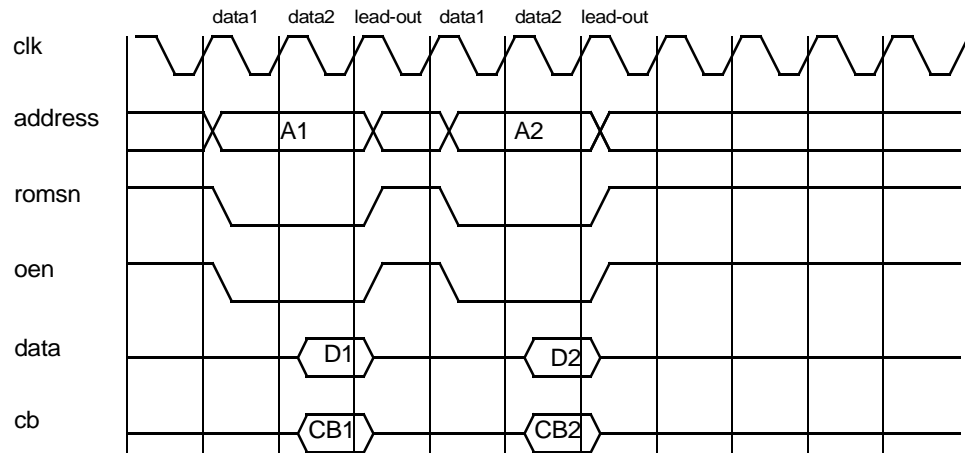 data1 data2 lead-out data1 data2 lead-out
clk
address A1 A2
romsn
oen
data D1 D2
cb CB1 CB2